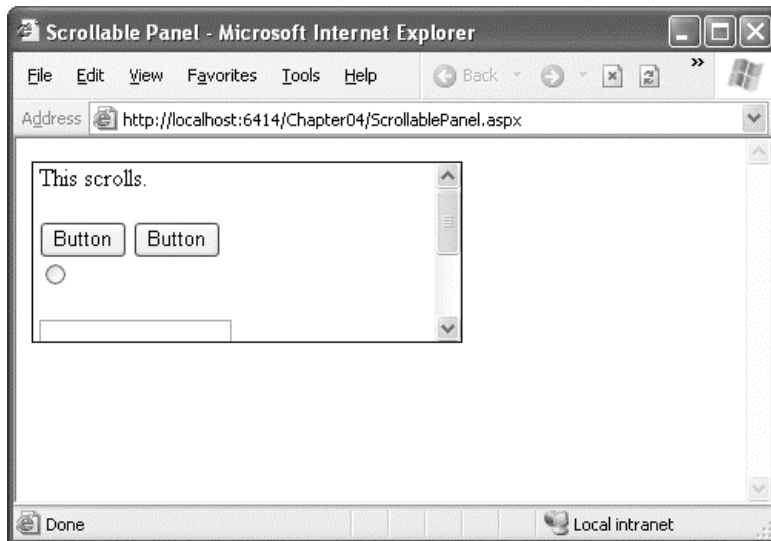 Scrollable Panel - Microsoft Internet Explorer
File Edit View Favorites Tools Help Back »
Address http://localhost:6414/Chapter04/ScrollablePanel.aspx
This scrolls.
Button Button
Done Local intranet